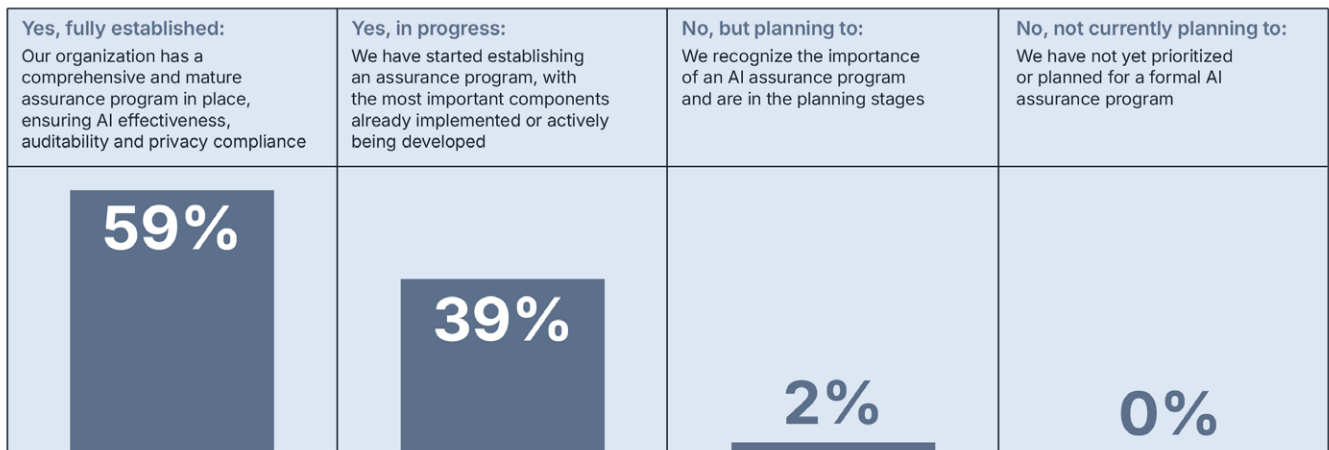 Yes, fully established:
Our organization has a
comprehensive and mature
assurance program in place,
ensuring AI effectiveness,
auditability and privacy compliance
Yes, in progress:
We have started establishing
an assurance program, with
the most important components
already implemented or actively
being developed
No, but planning to:
We recognize the importance
of an AI assurance program
and are in the planning stages
No, not currently planning to:
We have not yet prioritized
or planned for a formal AI
assurance program
59%
39%
2%
0%